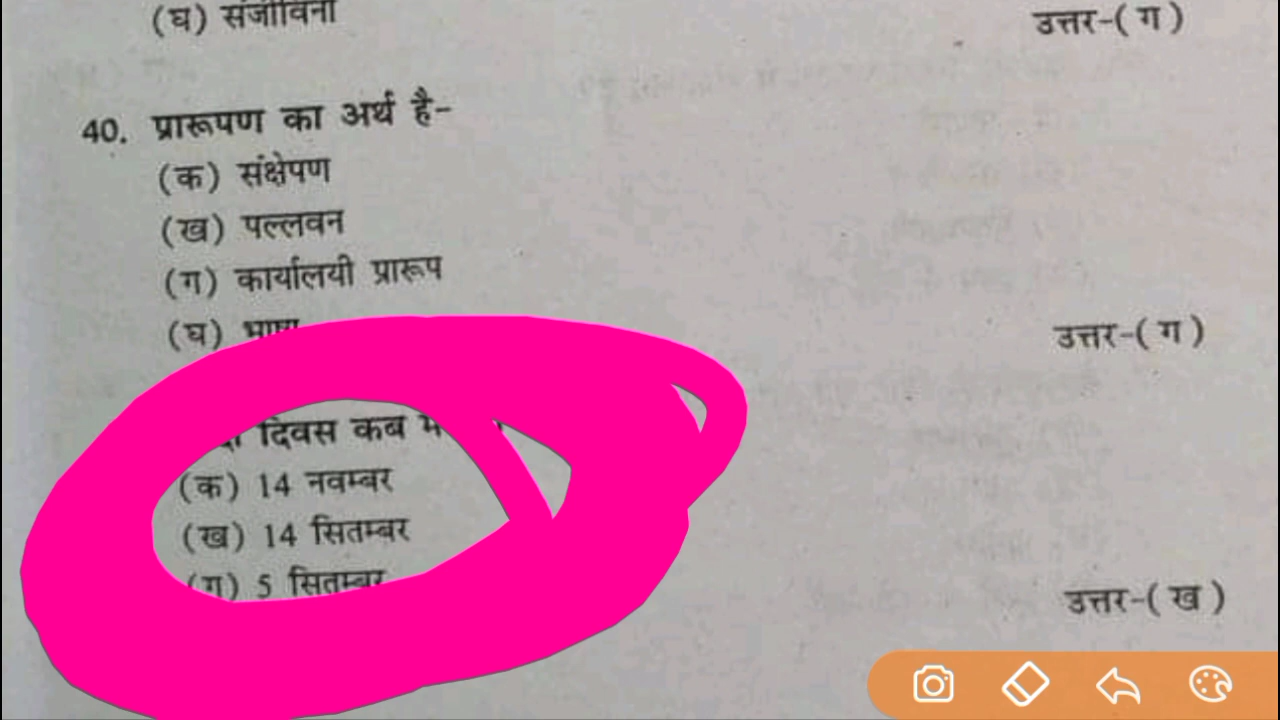 (घ) संजीविनी
उत्तर-( ग )
40. प्रारूपण का अर्थ है-
(क) संक्षेपण
(ख) पल्लवन
(ग) कार्यालयी प्रारूप
(घ)
उत्तर-( ग )
दिवस कब
(क) 14 नवम्बर
(ख) 14 सितम्बर
(ग) 5 सितम्बर
उत्तर-( ख )